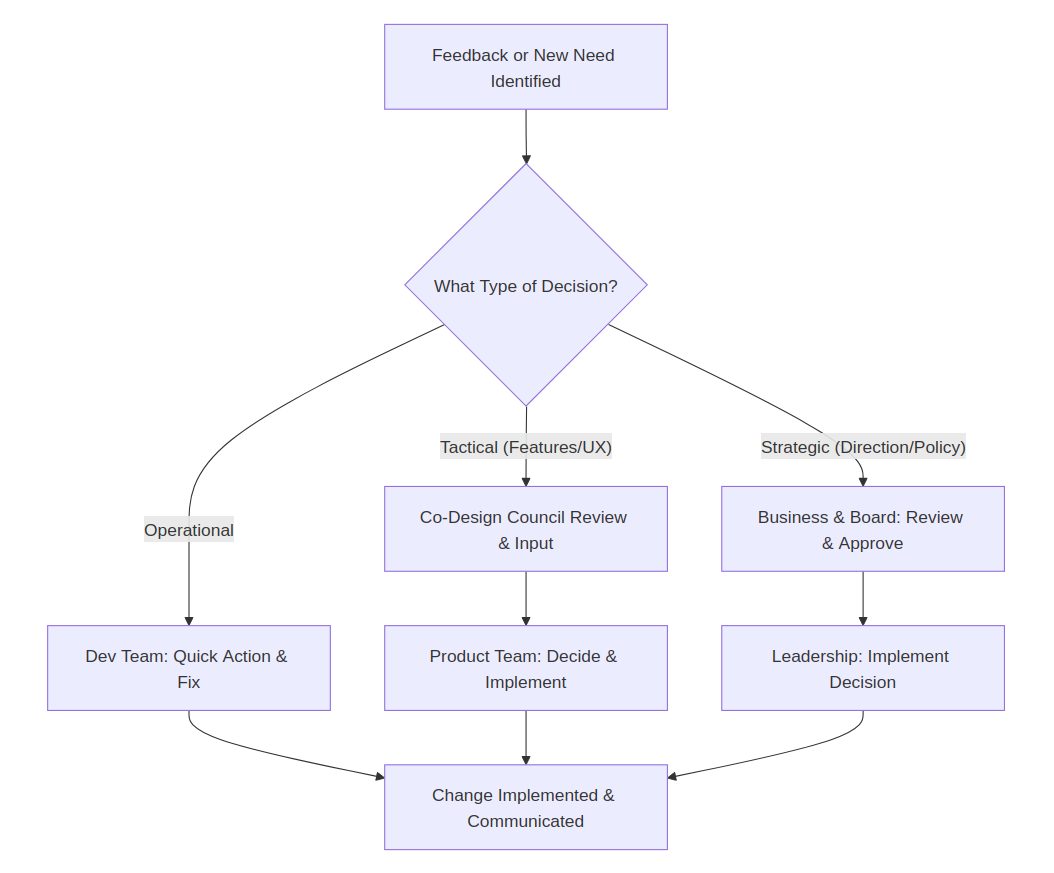 Feedback or New Need
Identified
What Type of Decision?
Tactical (Features/UX)
Strategic (Direction/Policy)
Co-Design Council Review
& Input
Business & Board: Review
& Approve
Operational
Dev Team: Quick Action &
Fix
Product Team: Decide &
Implement
Leadership: Implement
Decision
Change Implemented &
Communicated